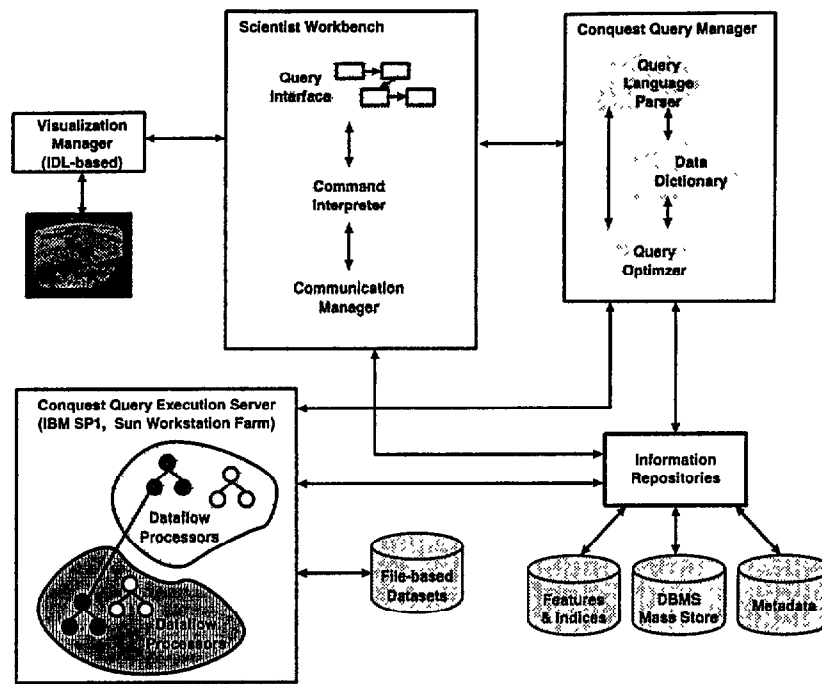 Scientist Workbench
Query
Interface
Command
Interpreter
Communication
Manager
Conquest Query Manager
Query
Language
Parser
Data
Dictionary
Query
Optimzer
Visualization
Manager
(IDL-based)
Conquest Query Execution Server
(IBM SP1, Sun Workstation Farm)
Dataflow
Processors
Dataflow
Processors
File-based
Datasets
Information
Repositories
Features
& Indices
DBMS
Mass Store
Metadata